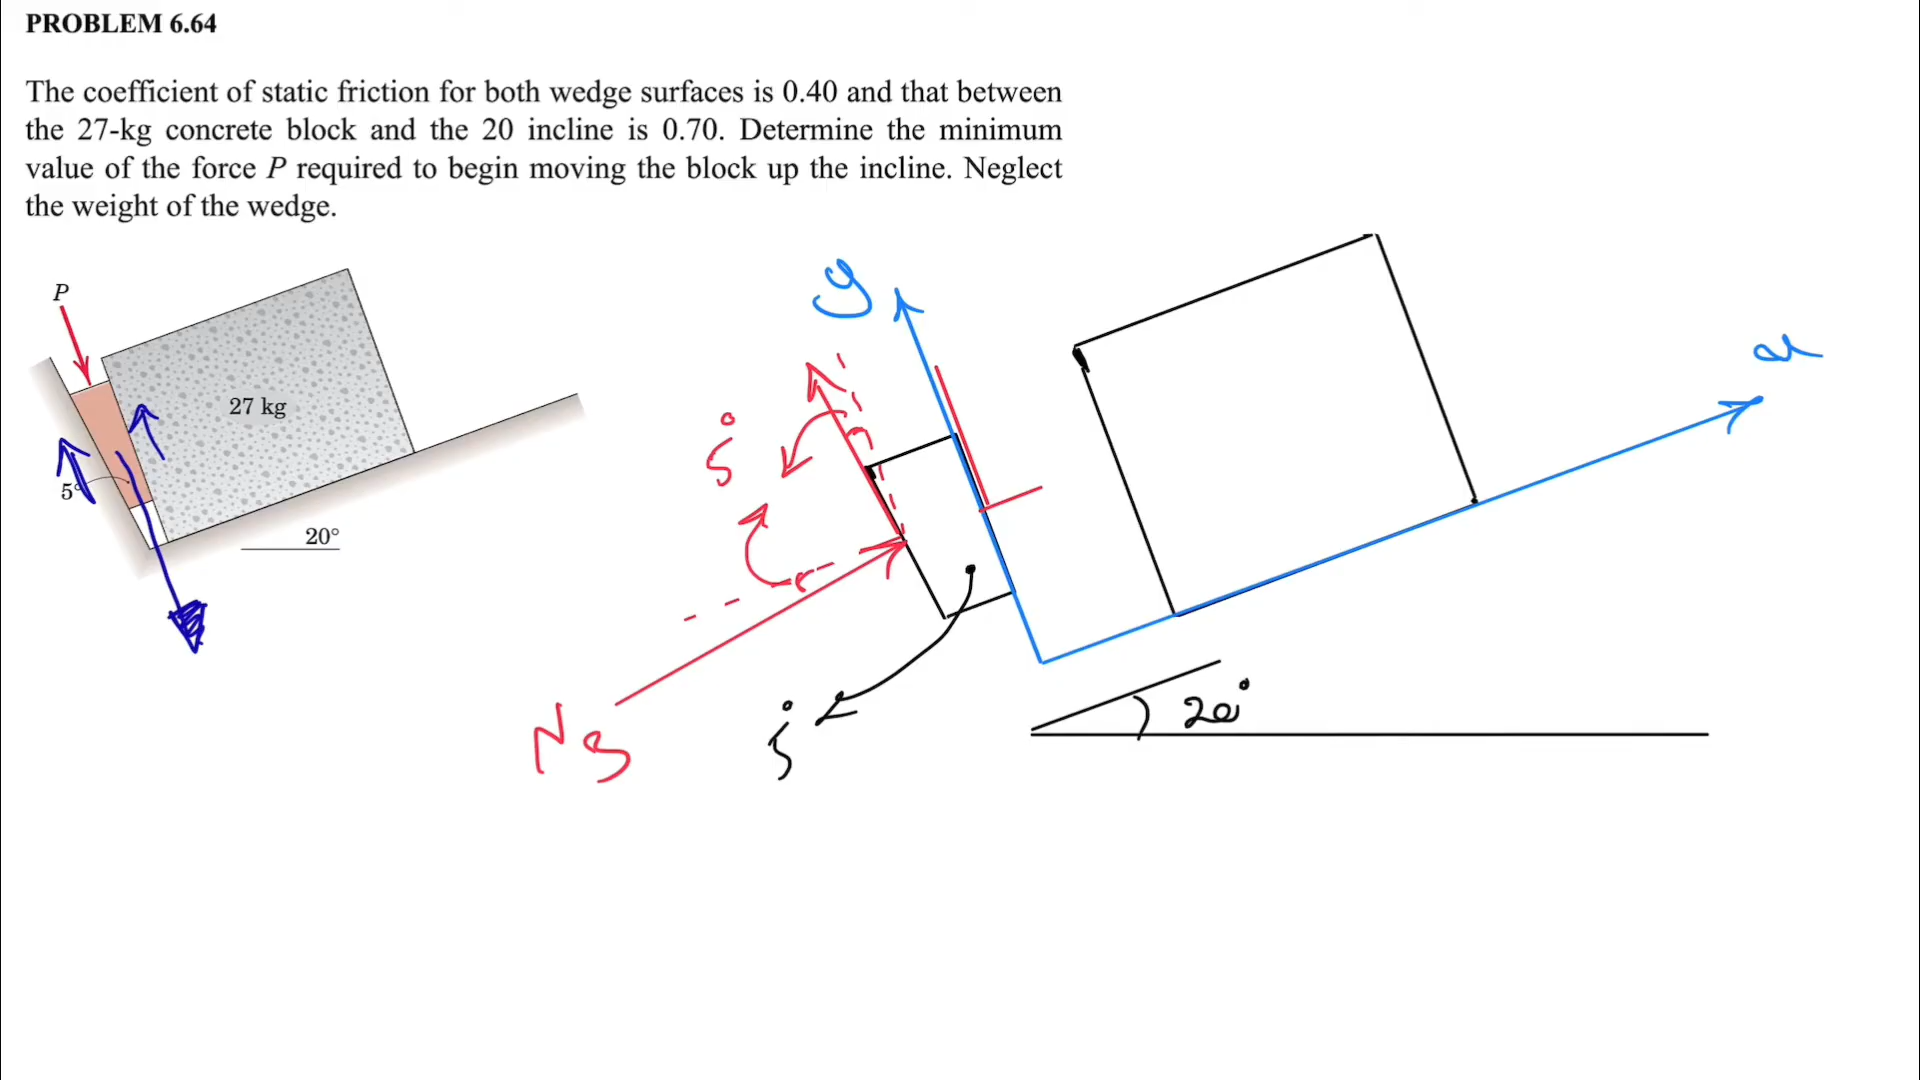 PROBLEM 6.64
The coefficient of static friction for both wedge surfaces is 0.40 and that between
the 27-kg concrete block and the 20 incline is 0.70. Determine the minimum
value of the force P required to begin moving the block up the incline. Neglect
the weight of the wedge.
P
27 kg
5°
20°
y
x
5°
N3
5°
20°